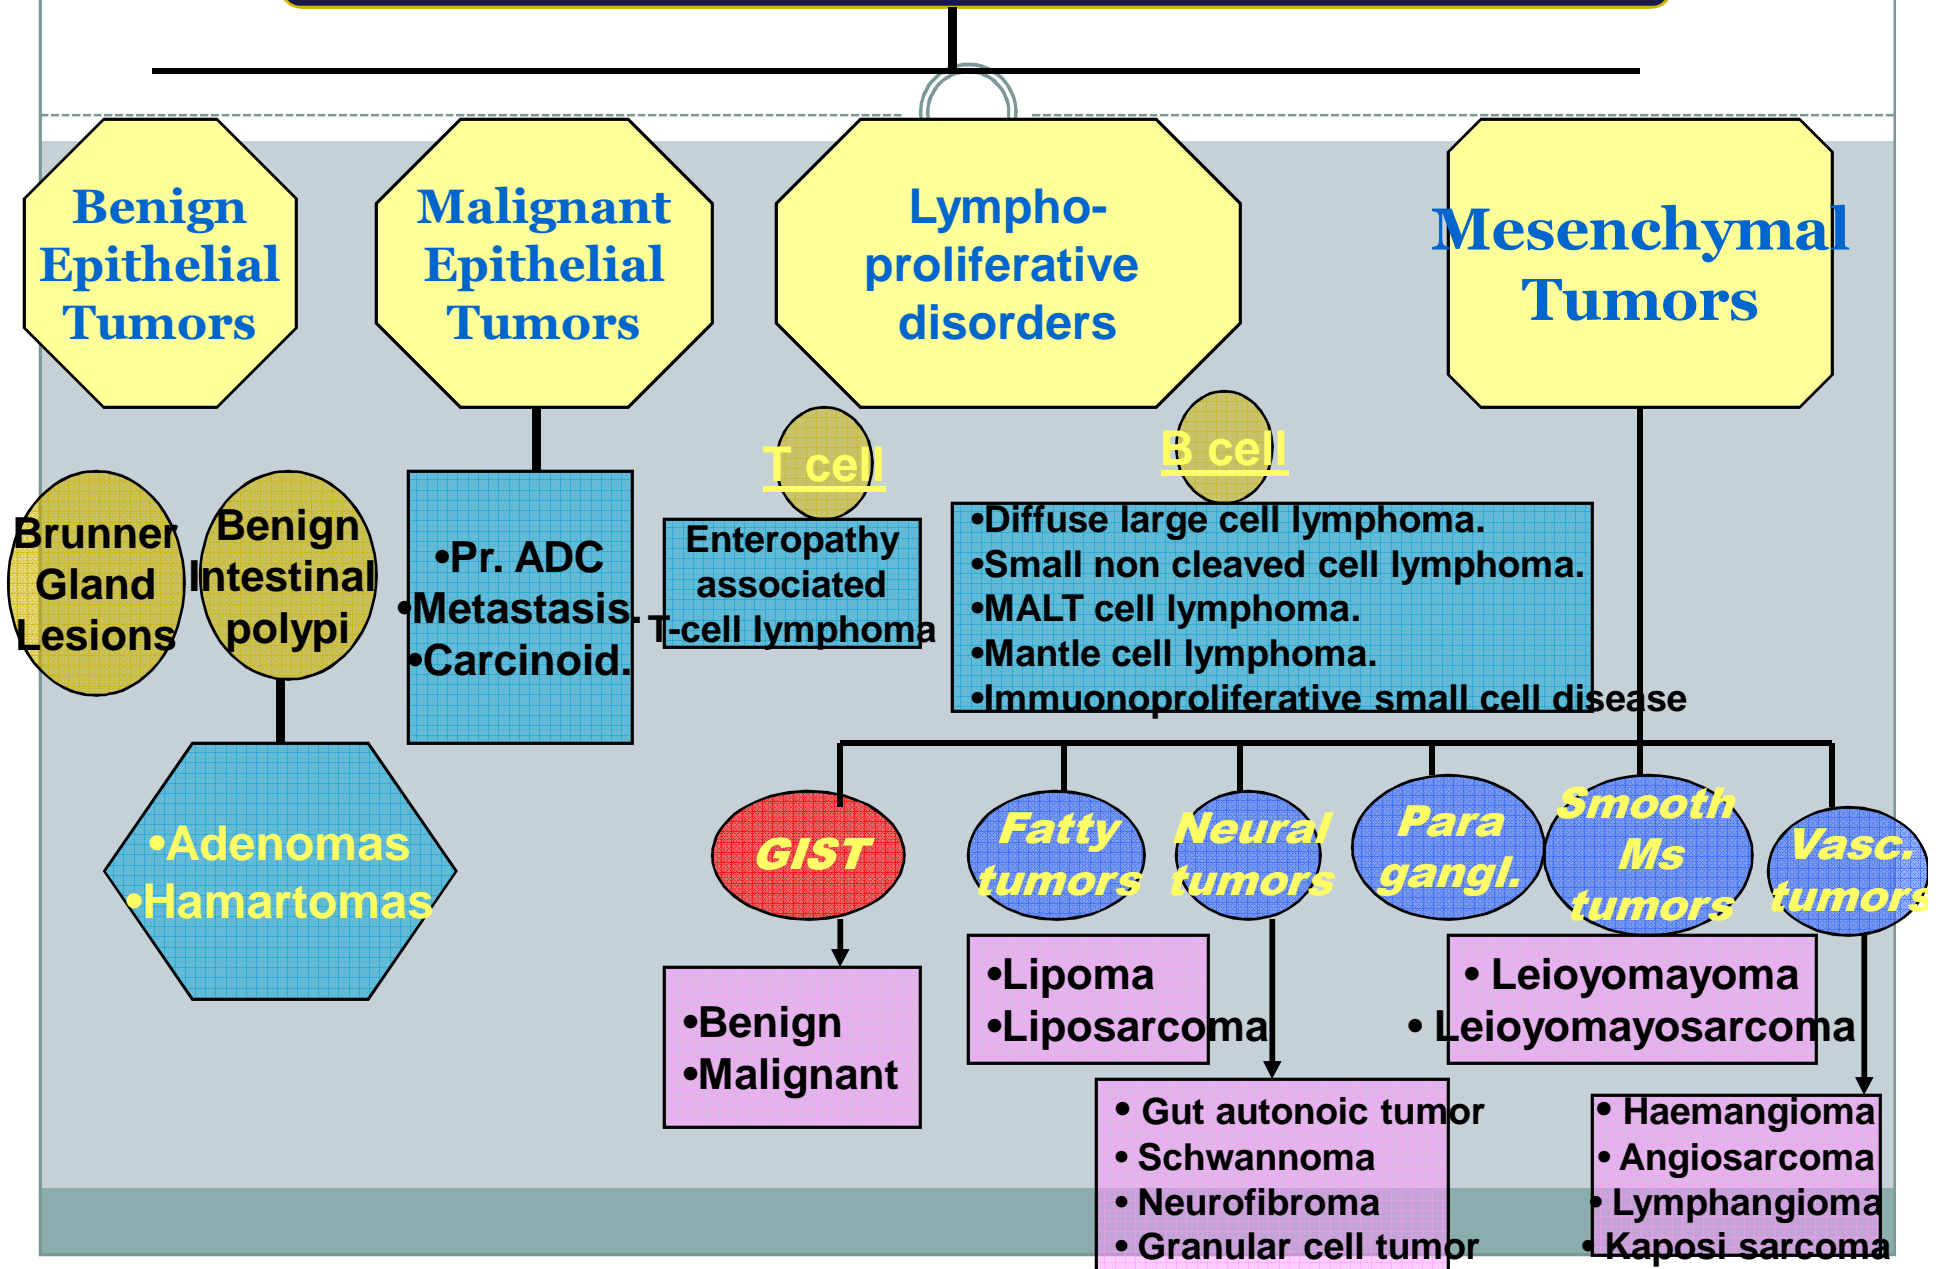 Benign
Epithelial
Tumors
Malignant
Epithelial
Tumors
Lympho-
proliferative
disorders
Mesenchymal
Tumors
Brunner
Gland
Lesions
Benign
Intestinal
polypi
•Adenomas
•Hamartomas
•Pr. ADC
•Metastasis.
•Carcinoid.
T cell
Enteropathy
associated
T-cell lymphoma
B cell
•Diffuse large cell lymphoma.
•Small non cleaved cell lymphoma.
•MALT cell lymphoma.
•Mantle cell lymphoma.
•Immuonoproliferative small cell disease
GIST
•Benign
•Malignant
Fatty
tumors
•Lipoma
•Liposarcoma
Neural
tumors
• Gut autonoic tumor
• Schwannoma
• Neurofibroma
• Granular cell tumor
Para
gangl.
Smooth
Ms
tumors
• Leioyomayoma
• Leioyomayosarcoma
Vasc.
tumors
• Haemangioma
• Angiosarcoma
• Lymphangioma
• Kaposi sarcoma